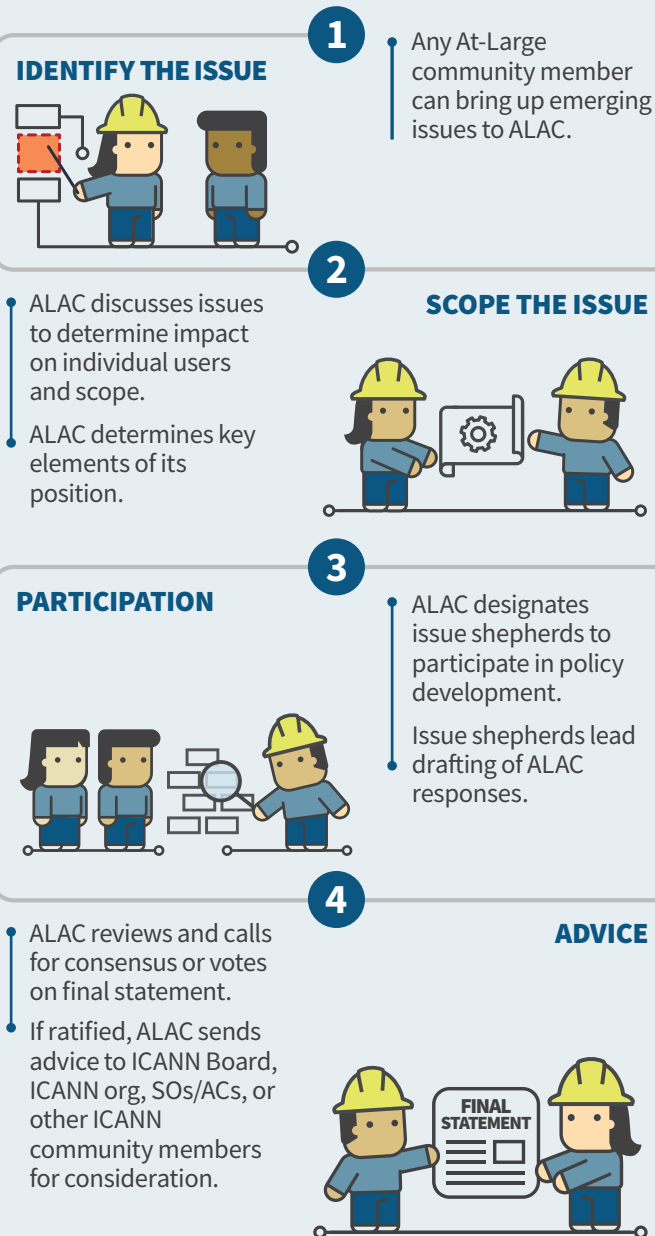 1
IDENTIFY THE ISSUE
Any At-Large
community member
can bring up emerging
issues to ALAC.
2
SCOPE THE ISSUE
ALAC discusses issues
to determine impact
on individual users
and scope.
ALAC determines key
elements of its
position.
3
PARTICIPATION
ALAC designates
issue shepherds to
participate in policy
development.
Issue shepherds lead
drafting of ALAC
responses.
4
ADVICE
ALAC reviews and calls
for consensus or votes
on final statement.
If ratified, ALAC sends
advice to ICANN Board,
ICANN org, SOs/ACs, or
other ICANN
community members
for consideration.
FINAL
STATEMENT